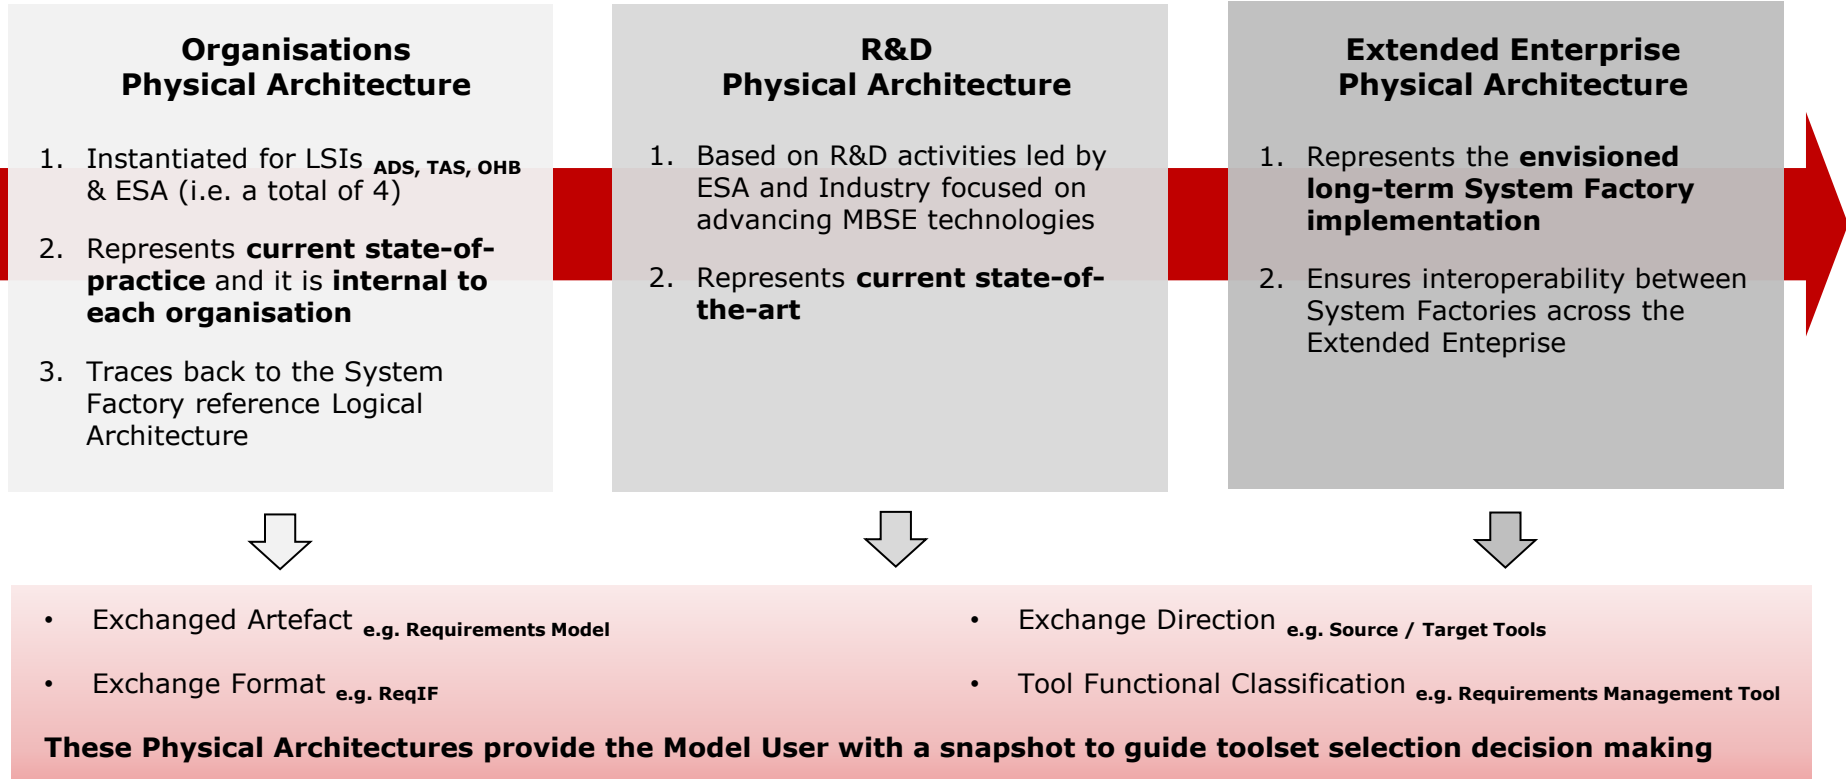 Organisations
Physical Architecture
1. Instantiated for LSIs ADS, TAS, OHB
& ESA (i.e. a total of 4)
2. Represents current state-of-
practice and it is internal to
each organisation
3. Traces back to the System
Factory reference Logical
Architecture
R&D
Physical Architecture
1. Based on R&D activities led by
ESA and Industry focused on
advancing MBSE technologies
2. Represents current state-of-
the-art
Extended Enterprise
Physical Architecture
1. Represents the envisioned
long-term System Factory
implementation
2. Ensures interoperability between
System Factories across the
Extended Enteprise
• Exchanged Artefact e.g. Requirements Model
• Exchange Format e.g. ReqIF
• Exchange Direction e.g. Source / Target Tools
• Tool Functional Classification e.g. Requirements Management Tool
These Physical Architectures provide the Model User with a snapshot to guide toolset selection decision making